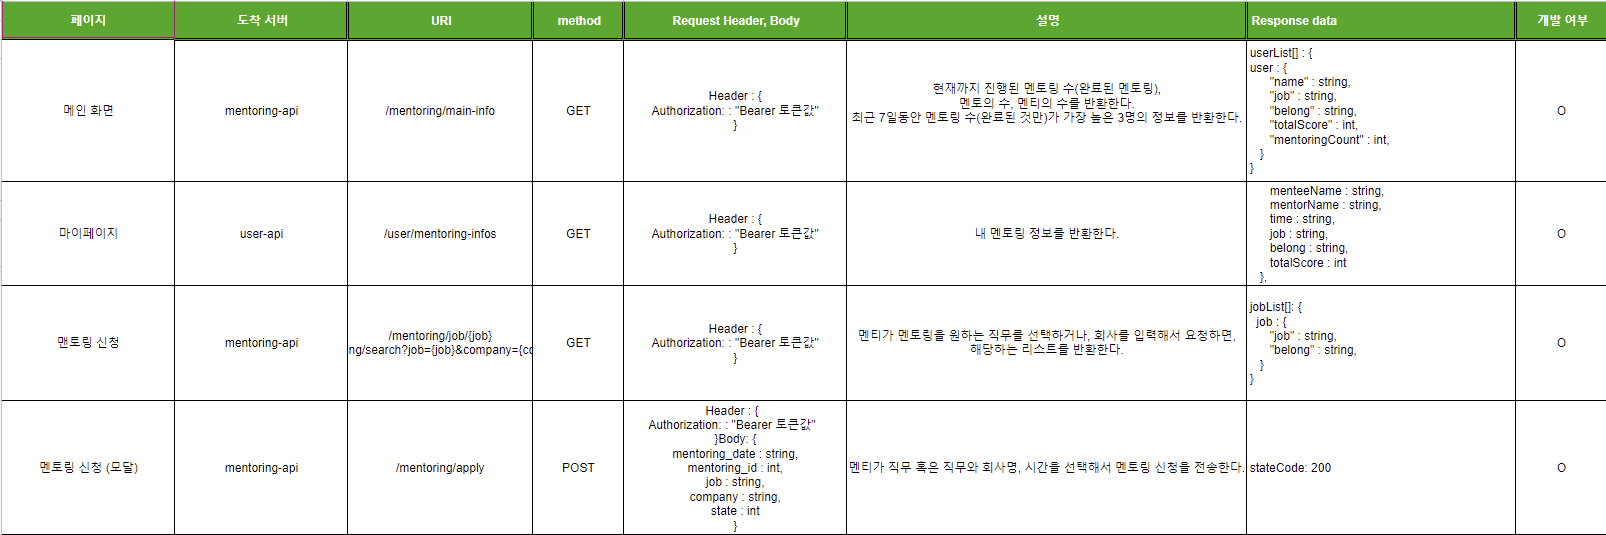 페이지 도착 서버 URI method Request Header, Body 설명 Response data 개발 여부
메인 화면
mentoring-api
/mentoring/main-info
GET
Header : {
Authorization: : "Bearer 토큰값"
}
현재까지 진행된 멘토링 수(완료된 멘토링),
멘토의 수, 멘티의 수를 반환한다.
최근 7일동안 멘토링 수(완료된 것만)가 가장 높은 3명의 정보를 반환한다.
userList[] : {
user : {
"name" : string,
"job" : string,
"belong" : string,
"totalScore" : int,
"mentoringCount" : int,
}
}
O
마이페이지
user-api
/user/mentoring-infos
GET
Header : {
Authorization: : "Bearer 토큰값"
}
내 멘토링 정보를 반환한다.
menteeName : string,
mentorName : string,
time : string,
job : string,
belong : string,
totalScore : int
},
O
맨토링 신청
mentoring-api
/mentoring/job/{job}
ng/search?job={job}&company={co
GET
Header : {
Authorization: : "Bearer 토큰값"
}
멘티가 멘토링을 원하는 직무를 선택하거나, 회사를 입력해서 요청하면,
해당하는 리스트를 반환한다.
jobList[]: {
job : {
"job" : string,
"belong" : string,
}
}
O
멘토링 신청 (모달)
mentoring-api
/mentoring/apply
POST
Header : {
Authorization: : "Bearer 토큰값"
}Body: {
mentoring_date : string,
mentoring_id : int,
job : string,
company : string,
state : int
}
멘티가 직무 혹은 직무와 회사명, 시간을 선택해서 멘토링 신청을 전송한다.
stateCode: 200
O